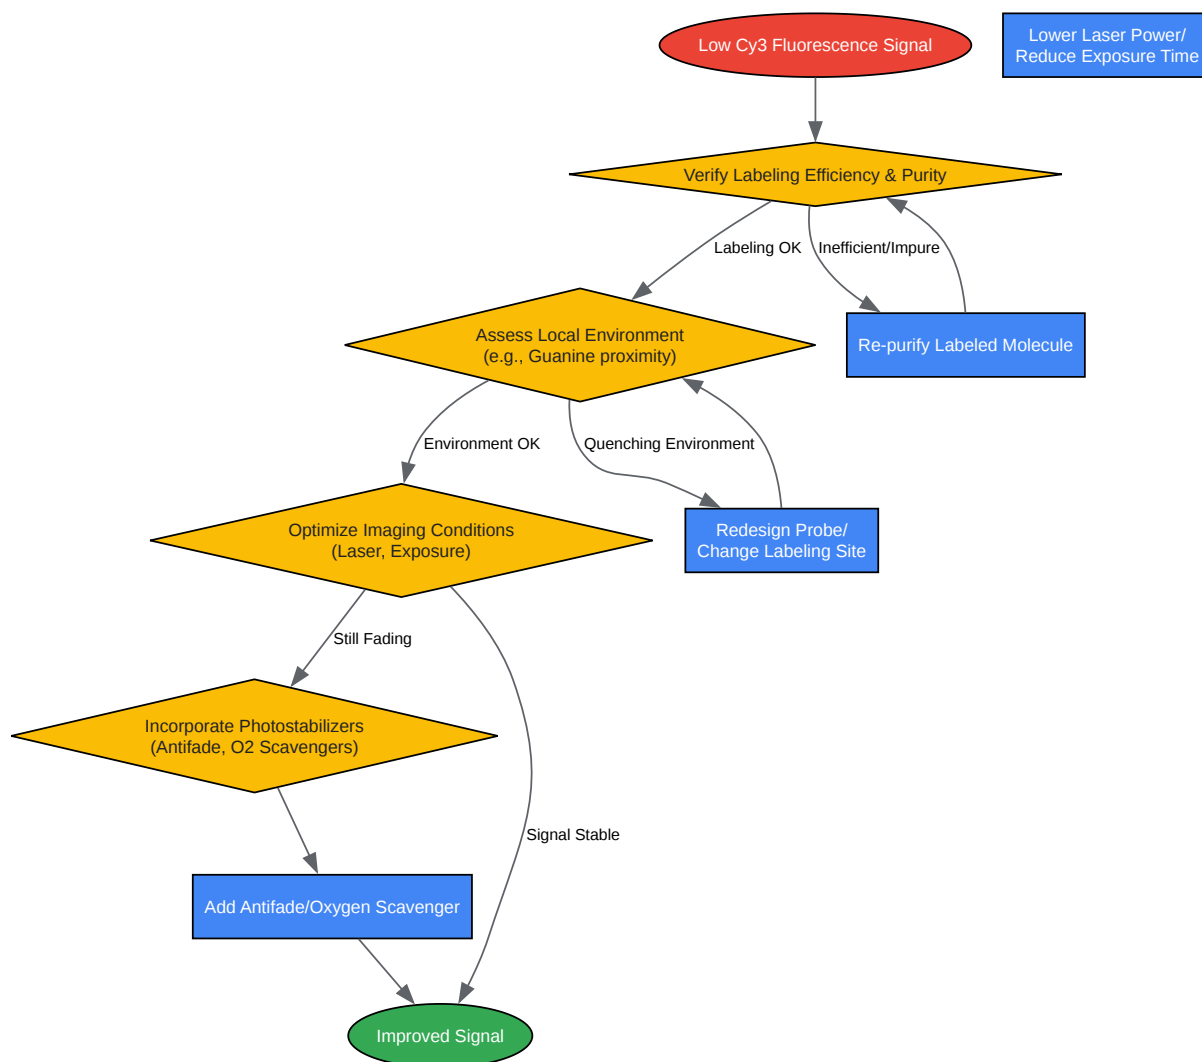 Low Cy3 Fluorescence Signal
Lower Laser Power/
Reduce Exposure Time
Verify Labeling Efficiency & Purity
Labeling OK
Inefficient/Impure
Assess Local Environment
(e.g., Guanine proximity)
Re-purify Labeled Molecule
Environment OK
Quenching Environment
Optimize Imaging Conditions
(Laser, Exposure)
Redesign Probe/
Change Labeling Site
Still Fading
Incorporate Photostabilizers
(Antifade, O2 Scavengers)
Signal Stable
Add Antifade/Oxygen Scavenger
Improved Signal